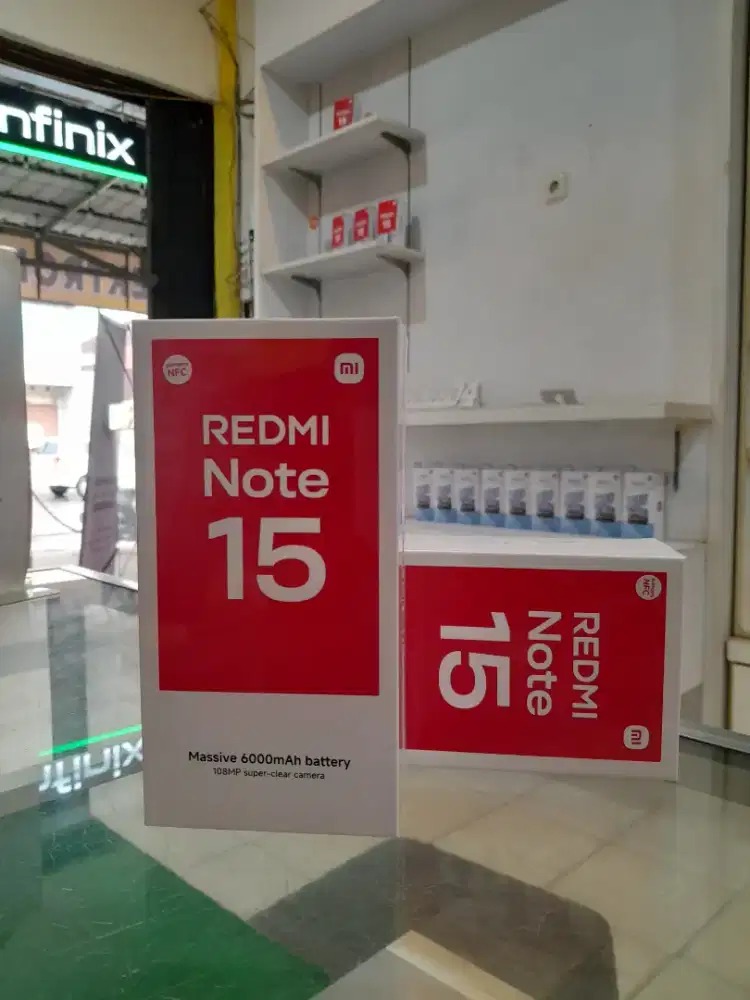 nfinix
NFC
mi
REDMI
Note
15
Massive 6000mAh battery
108MP super-clear camera
NFC
REDMI
Note
15
mi